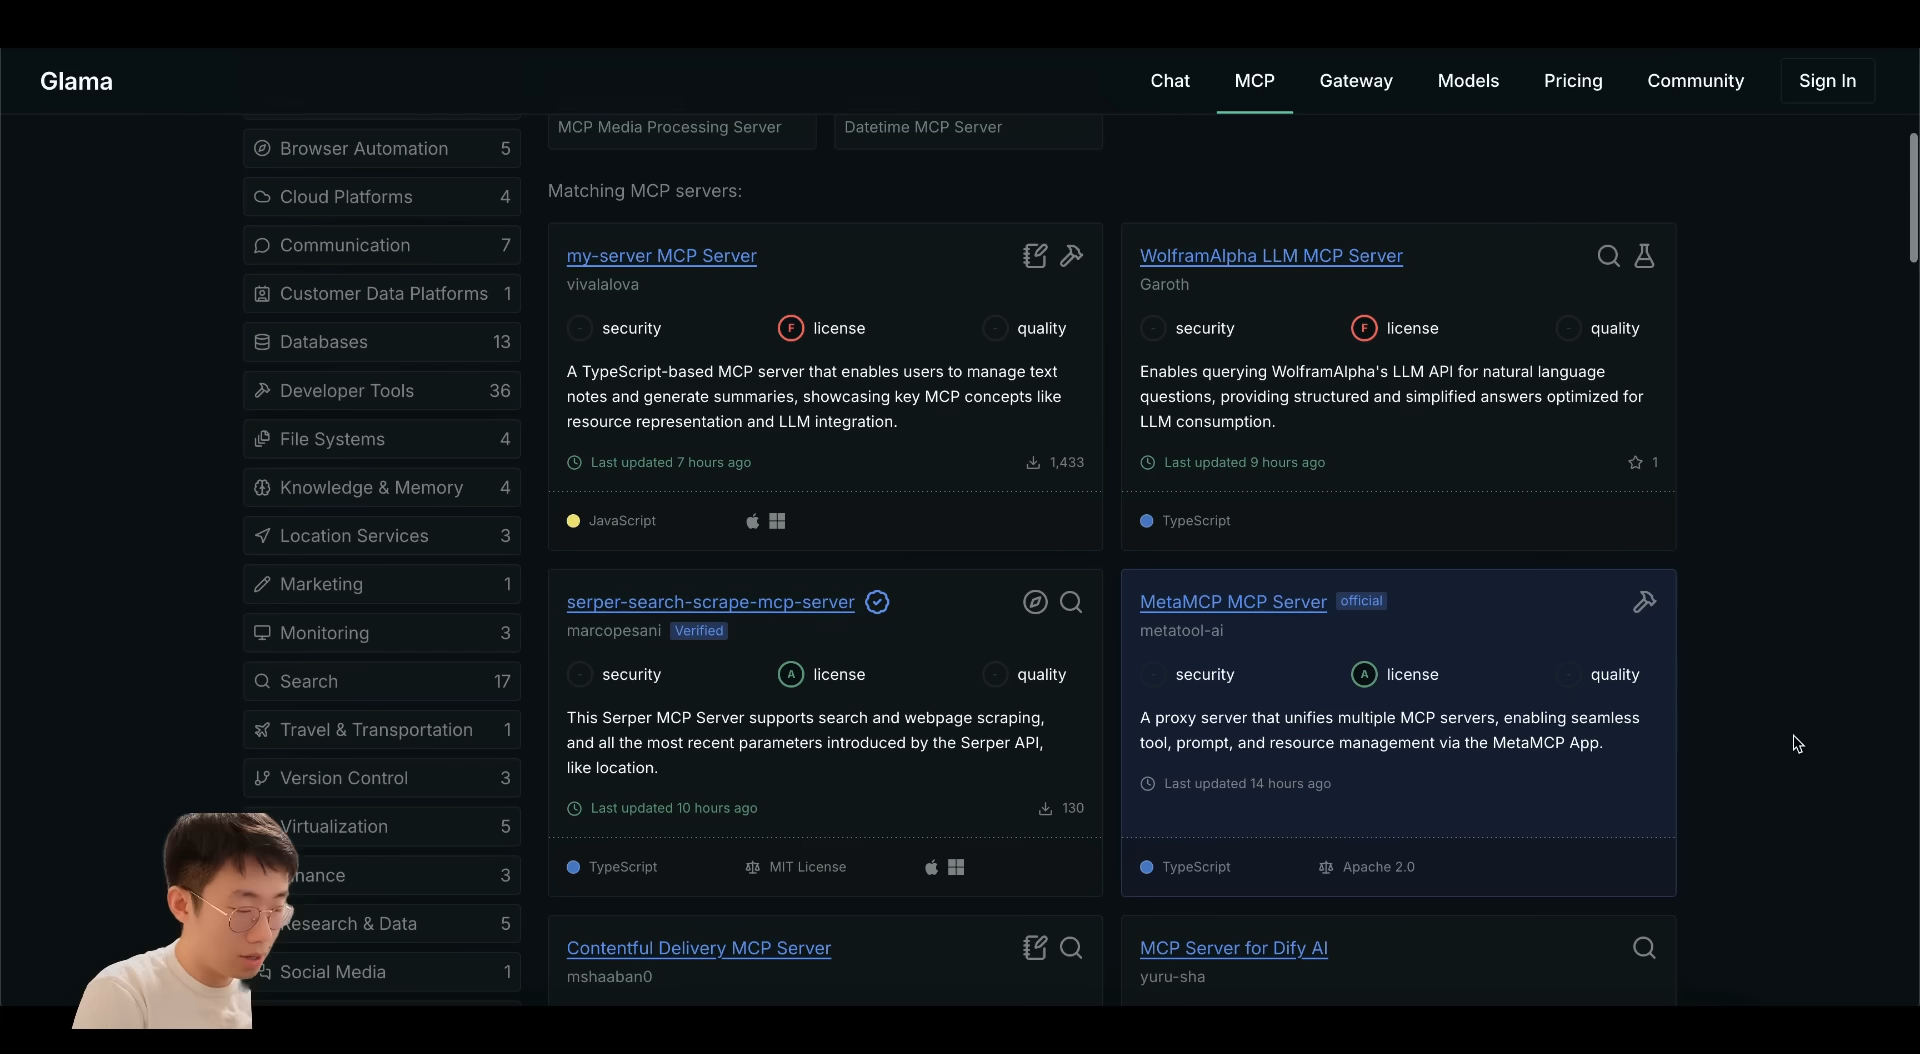 Glama
Chat
MCP
Gateway
Models
Pricing
Community
Sign In
Browser Automation 5
Cloud Platforms 4
Communication 7
Customer Data Platforms 1
Databases 13
Developer Tools 36
File Systems 4
Knowledge & Memory 4
Location Services 3
Marketing 1
Monitoring 3
Search 17
Travel & Transportation 1
Version Control 3
Virtualization 5
3
Research & Data 5
Social Media 1
MCP Media Processing Server
Datetime MCP Server
Matching MCP servers:
my-server MCP Server
vivalalova
- security
F license
- quality
A TypeScript-based MCP server that enables users to manage text
notes and generate summaries, showcasing key MCP concepts like
resource representation and LLM integration.
Last updated 7 hours ago
1,433
JavaScript
WolframAlpha LLM MCP Server
Garoth
- security
F license
- quality
Enables querying WolframAlpha's LLM API for natural language
questions, providing structured and simplified answers optimized for
LLM consumption.
Last updated 9 hours ago
1
TypeScript
serper-search-scrape-mcp-server
marcopesani Verified
- security
A license
- quality
This Serper MCP Server supports search and webpage scraping,
and all the most recent parameters introduced by the Serper API,
like location.
Last updated 10 hours ago
130
TypeScript
MIT License
MetaMCP MCP Server official
metatool-ai
- security
A license
- quality
A proxy server that unifies multiple MCP servers, enabling seamless
tool, prompt, and resource management via the MetaMCP App.
Last updated 14 hours ago
TypeScript
Apache 2.0
Contentful Delivery MCP Server
mshaaban0
MCP Server for Dify AI
yuru-sha